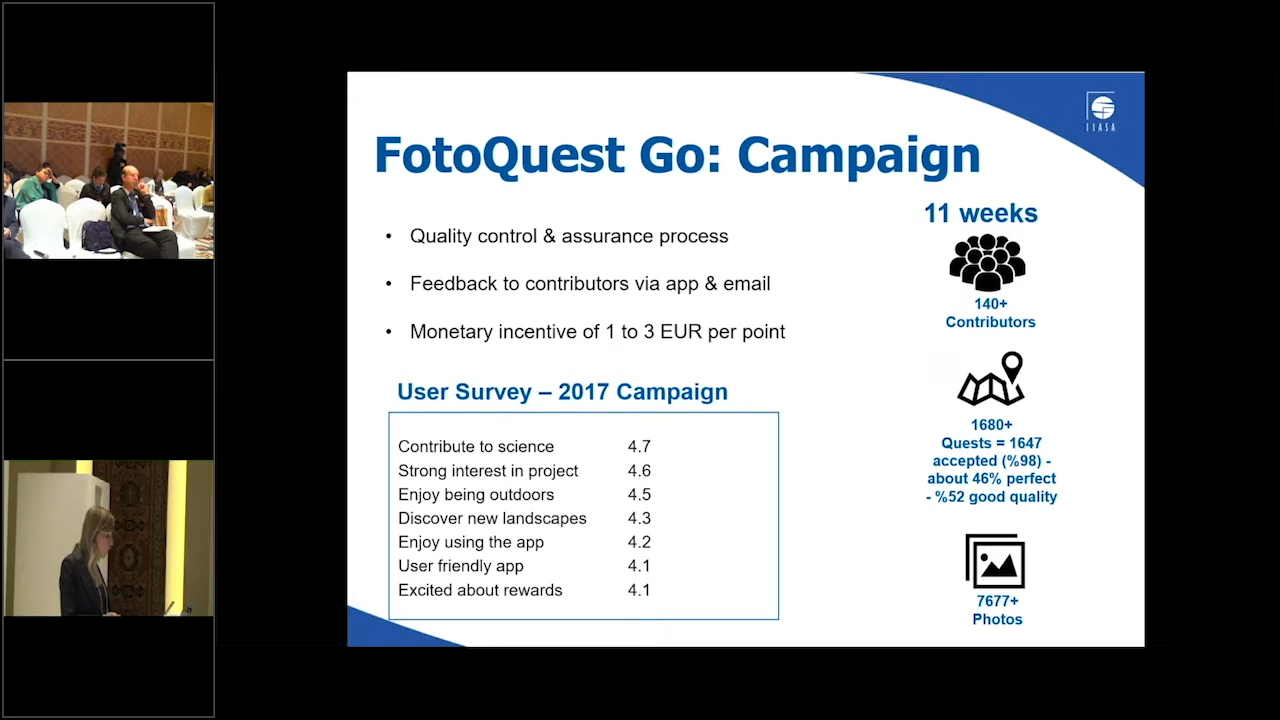 IIASA
FotoQuest Go: Campaign
• Quality control & assurance process
• Feedback to contributors via app & email
• Monetary incentive of 1 to 3 EUR per point
User Survey – 2017 Campaign
Contribute to science 4.7
Strong interest in project 4.6
Enjoy being outdoors 4.5
Discover new landscapes 4.3
Enjoy using the app 4.2
User friendly app 4.1
Excited about rewards 4.1
11 weeks
140+
Contributors
1680+
Quests = 1647
accepted (%98) -
about 46% perfect
- %52 good quality
7677+
Photos